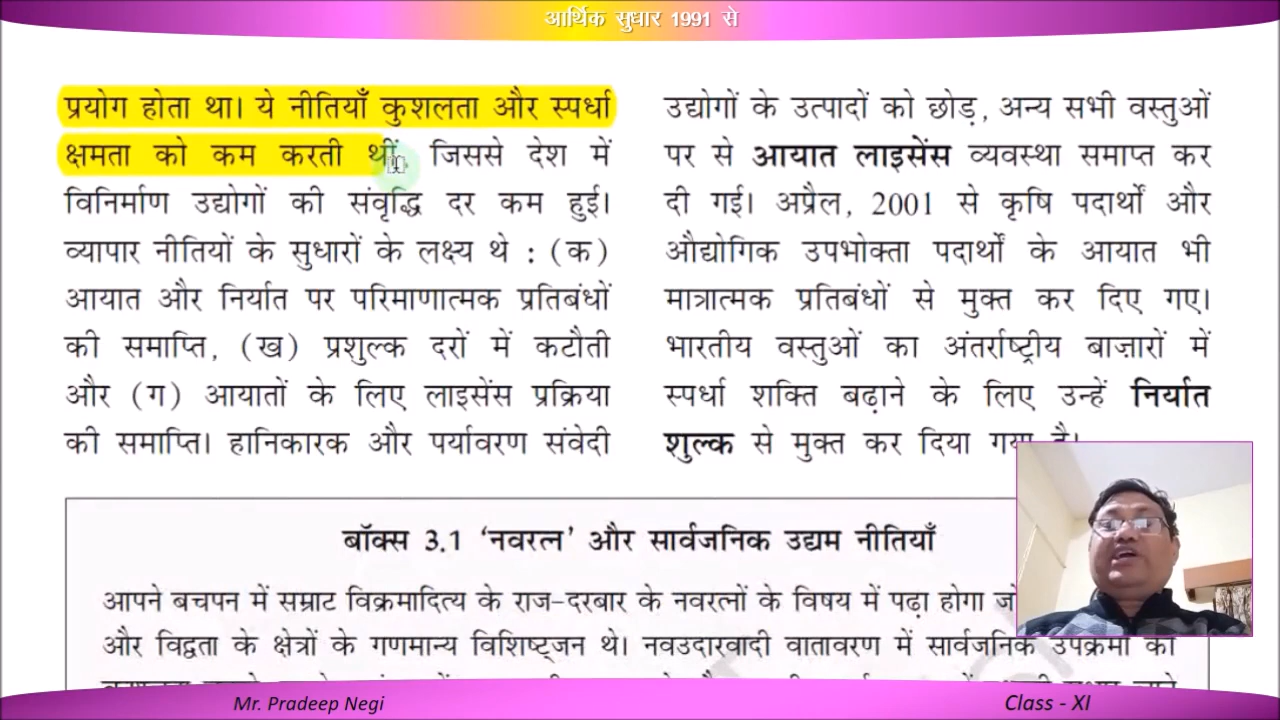 आर्थिक सुधार 1991 से
प्रयोग होता था। ये नीतियाँ कुशलता और स्पर्धा
क्षमता को कम करती थीं, जिससे देश में
विनिर्माण उद्योगों की संवृद्धि दर कम हुई।
व्यापार नीतियों के सुधारों के लक्ष्य थे : (क)
आयात और निर्यात पर परिमाणात्मक प्रतिबंधों
की समाप्ति, (ख) प्रशुल्क दरों में कटौती
और (ग) आयातों के लिए लाइसेंस प्रक्रिया
की समाप्ति। हानिकारक और पर्यावरण संवेदी
उद्योगों के उत्पादों को छोड़, अन्य सभी वस्तुओं
पर से आयात लाइसेंस व्यवस्था समाप्त कर
दी गई। अप्रैल, 2001 से कृषि पदार्थों और
औद्योगिक उपभोक्ता पदार्थों के आयात भी
मात्रात्मक प्रतिबंधों से मुक्त कर दिए गए।
भारतीय वस्तुओं का अंतर्राष्ट्रीय बाज़ारों में
स्पर्धा शक्ति बढ़ाने के लिए उन्हें निर्यात
शुल्क से मुक्त कर दिया गया है।
बॉक्स 3.1 ‘नवरत्न’ और सार्वजनिक उद्यम नीतियाँ
आपने बचपन में सम्राट विक्रमादित्य के राज-दरबार के नवरत्नों के विषय में पढ़ा होगा
और विद्वता के क्षेत्रों के गणमान्य विशिष्ट्जन थे। नवउदारवादी वातावरण में सार्वजनिक उपक्रमों की
Mr. Pradeep Negi
Class - XI